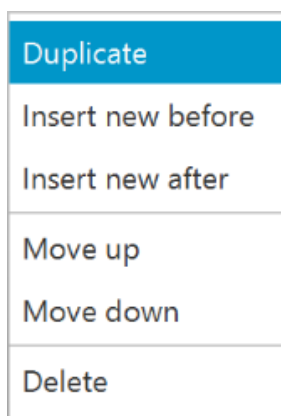 Duplicate
Insert new before
Insert new after
Move up
Move down
Delete